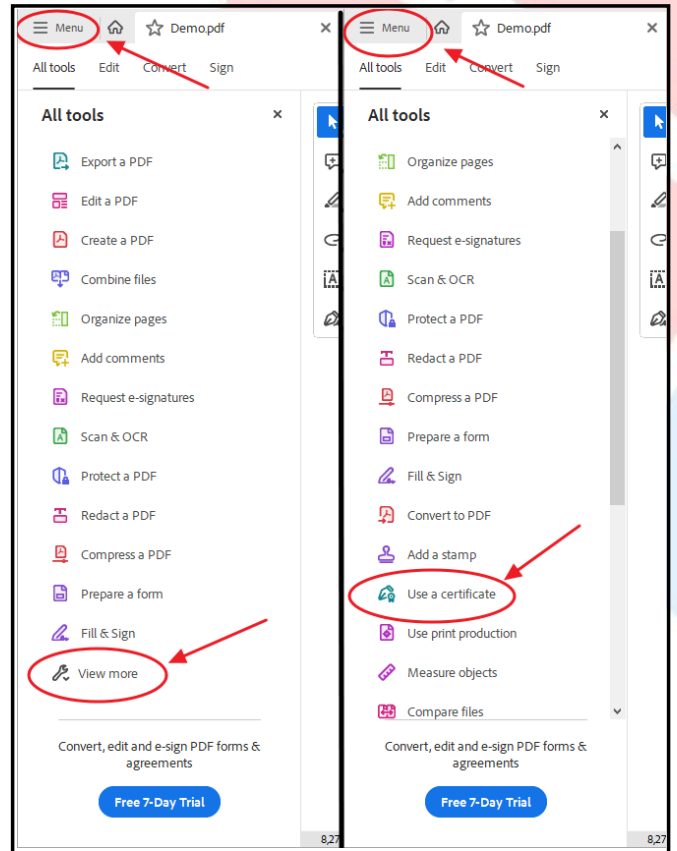 Menu
Demo.pdf
All tools Edit Convert Sign
All tools
Export a PDF
Edit a PDF
Create a PDF
Combine files
Organize pages
Add comments
Request e-signatures
Scan & OCR
Protect a PDF
Redact a PDF
Compress a PDF
Prepare a form
Fill & Sign
View more
Convert, edit and e-sign PDF forms &
agreements
Free 7-Day Trial
8,27
Menu
Demo.pdf
All tools Edit Convert Sign
All tools
Organize pages
Add comments
Request e-signatures
Scan & OCR
Protect a PDF
Redact a PDF
Compress a PDF
Prepare a form
Fill & Sign
Convert to PDF
Add a stamp
Use a certificate
Use print production
Measure objects
Compare files
Convert, edit and e-sign PDF forms &
agreements
Free 7-Day Trial
8,27